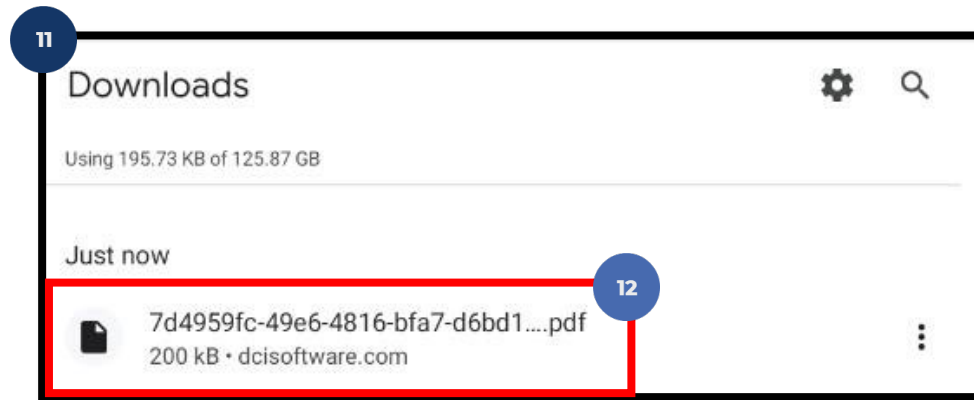 11
Downloads
Using 195.73 KB of 125.87 GB
Just now
12
7d4959fc-49e6-4816-bfa7-d6bd1....pdf
200 kB • dcisoftware.com